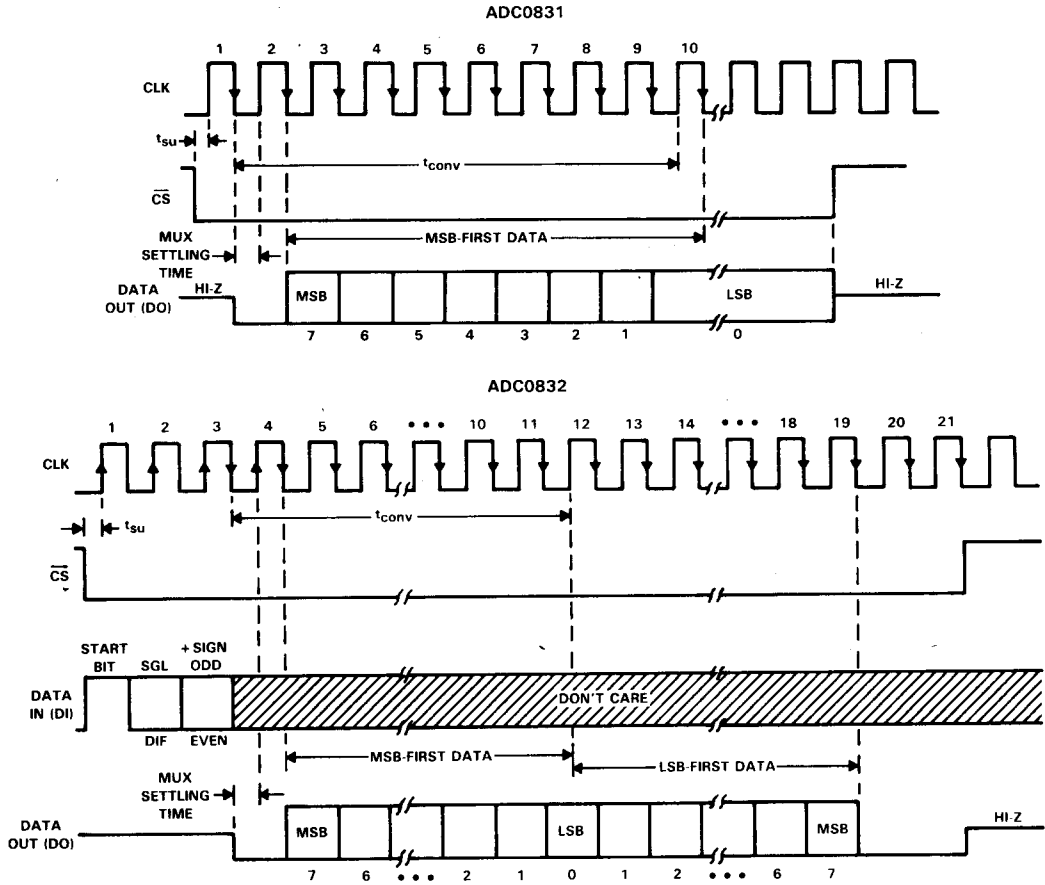 ADC0831
1 2 3 4 5 6 7 8 9 10
CLK
tsu
tconv
CS
MUX
SETTLING
TIME
MSB-FIRST DATA
DATA
OUT (DO)
HI-Z
MSB
LSB
HI-Z
7 6 5 4 3 2 1 0
ADC0832
1 2 3 4 5 6 ••• 10 11 12 13 14 ••• 18 19 20 21
CLK
tsu
tconv
CS
START
BIT
SGL
+ SIGN
ODD
DATA
IN (DI)
DON'T CARE
DIF
EVEN
MSB-FIRST DATA
LSB-FIRST DATA
MUX
SETTLING
TIME
DATA
OUT (DO)
MSB
LSB
MSB
HI-Z
7 6 ••• 2 1 0 1 2 ••• 6 7